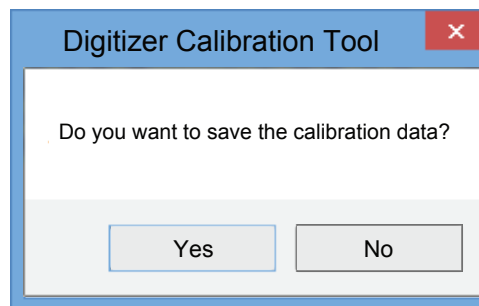 Digitizer Calibration Tool
Do you want to save the calibration data?
Yes
No